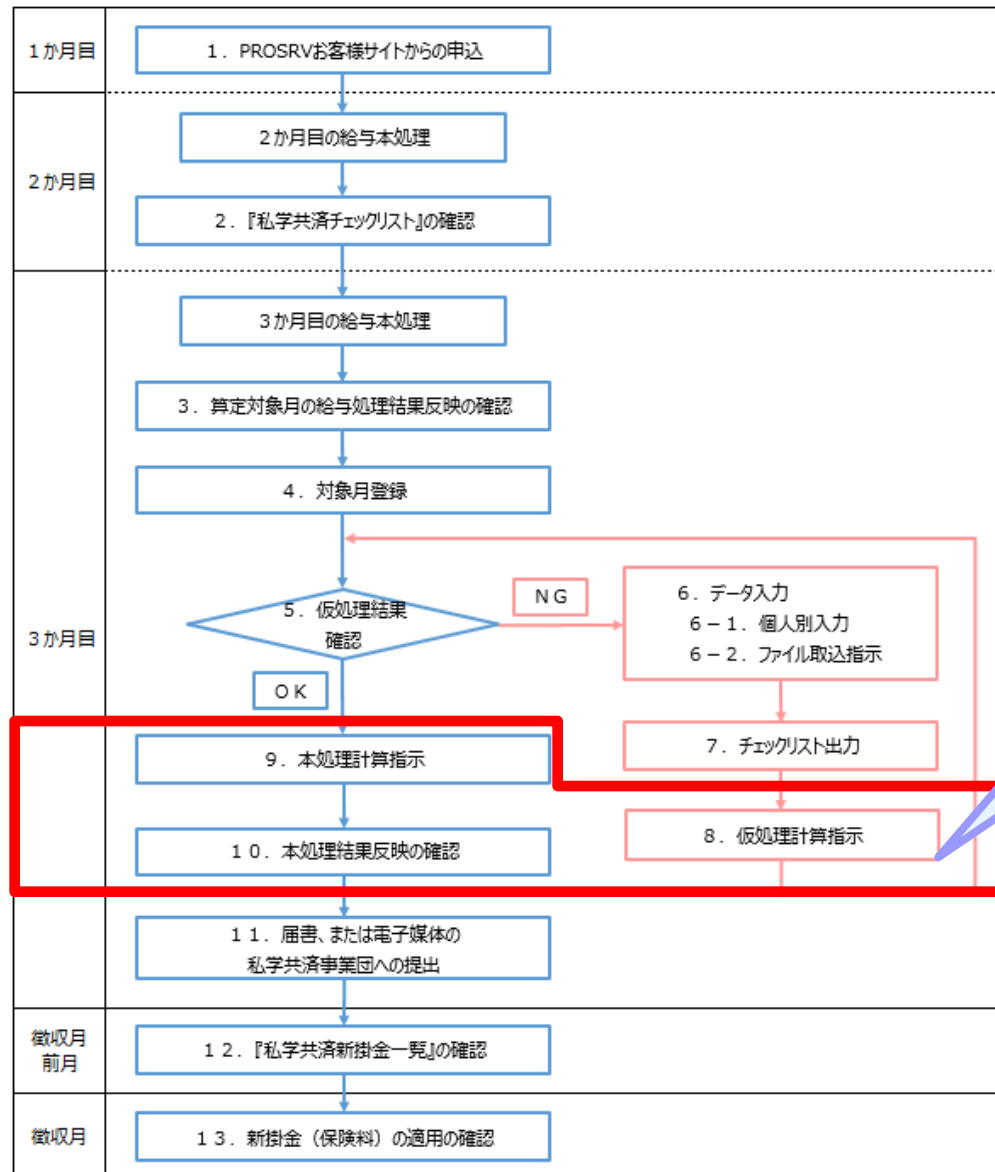 1か月目
1．PROSRVお客様サイトからの申込
2か月目
2か月目の給与本処理
2．『私学共済チェックリスト』の確認
3か月目
3か月目の給与本処理
3．算定対象月の給与処理結果反映の確認
4．対象月登録
5．仮処理結果
確認
ＮＧ
ＯＫ
6．データ入力
6－1．個人別入力
6－2．ファイル取込指示
7．チェックリスト出力
8．仮処理計算指示
9．本処理計算指示
10．本処理結果反映の確認
11．届書、または電子媒体の
私学共済事業団への提出
徴収月
前月
12．『私学共済新掛金一覧』の確認
徴収月
13．新掛金（保険料）の適用の確認